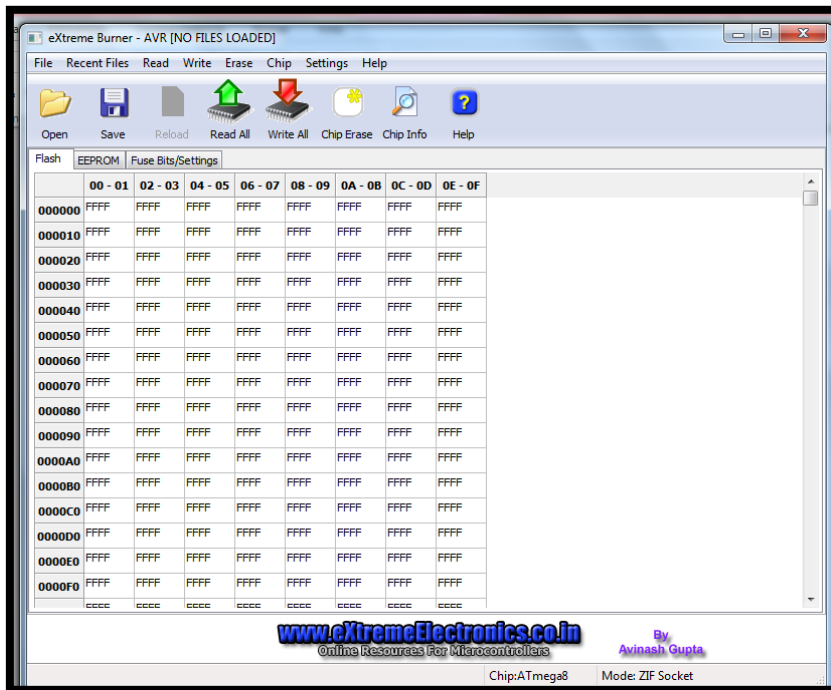 eXtreme Burner - AVR [NO FILES LOADED]
File Recent Files Read Write Erase Chip Settings Help
Open Save Reload Read All Write All Chip Erase Chip Info Help
Flash EEPROM Fuse Bits/Settings
00 - 01 02 - 03 04 - 05 06 - 07 08 - 09 0A - 0B 0C - 0D 0E - 0F
000000 FFFF FFFF FFFF FFFF FFFF FFFF FFFF FFFF
000010 FFFF FFFF FFFF FFFF FFFF FFFF FFFF FFFF
000020 FFFF FFFF FFFF FFFF FFFF FFFF FFFF FFFF
000030 FFFF FFFF FFFF FFFF FFFF FFFF FFFF FFFF
000040 FFFF FFFF FFFF FFFF FFFF FFFF FFFF FFFF
000050 FFFF FFFF FFFF FFFF FFFF FFFF FFFF FFFF
000060 FFFF FFFF FFFF FFFF FFFF FFFF FFFF FFFF
000070 FFFF FFFF FFFF FFFF FFFF FFFF FFFF FFFF
000080 FFFF FFFF FFFF FFFF FFFF FFFF FFFF FFFF
000090 FFFF FFFF FFFF FFFF FFFF FFFF FFFF FFFF
0000A0 FFFF FFFF FFFF FFFF FFFF FFFF FFFF FFFF
0000B0 FFFF FFFF FFFF FFFF FFFF FFFF FFFF FFFF
0000C0 FFFF FFFF FFFF FFFF FFFF FFFF FFFF FFFF
0000D0 FFFF FFFF FFFF FFFF FFFF FFFF FFFF FFFF
0000E0 FFFF FFFF FFFF FFFF FFFF FFFF FFFF FFFF
0000F0 FFFF FFFF FFFF FFFF FFFF FFFF FFFF FFFF
www.eXtremeElectronics.co.in
Online Resources For Microcontrollers
By
Avinash Gupta
Chip:ATmega8 Mode: ZIF Socket